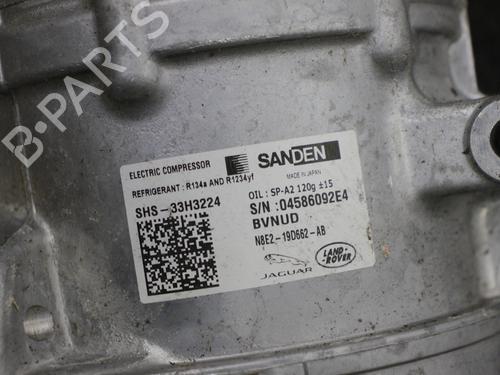 B-PARTS
ELECTRIC COMPRESSOR
SANDEN
REFRIGERANT : R134a AND R1234yf
MADE IN JAPAN
SHS-33H3224
OIL : SP-A2 120g ±15
S/N :04586092E4
BVNUD
N8E2-19D662-AB
JAGUAR
LAND-
ROVER